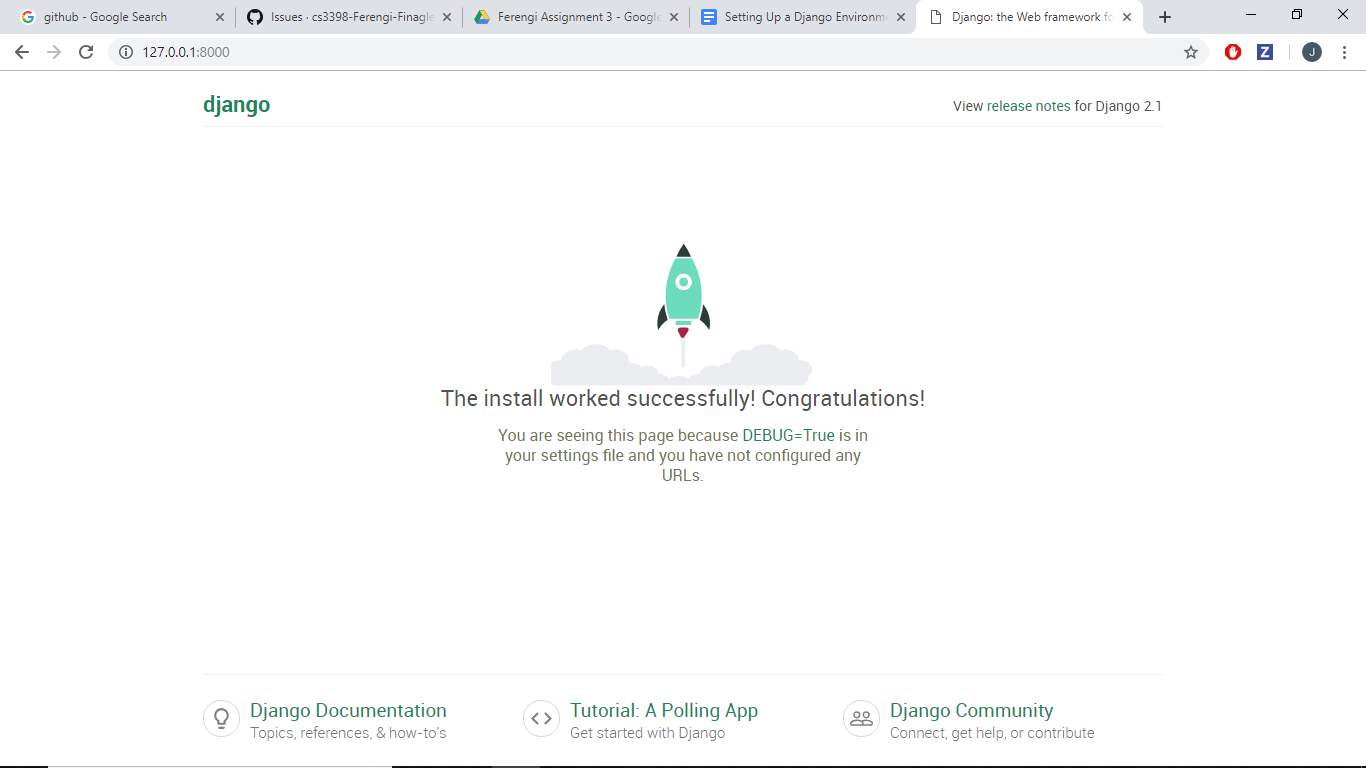 github - Google Search
Issues · cs3398-Ferengi-Finagle
Ferengi Assignment 3 - Google
Setting Up a Django Environm
Django: the Web framework fo
127.0.0.1:8000
Z
J
django
View release notes for Django 2.1
The install worked successfully! Congratulations!
You are seeing this page because DEBUG=True is in
your settings file and you have not configured any
URLs.
Django Documentation
Topics, references, & how-to's
Tutorial: A Polling App
Get started with Django
Django Community
Connect, get help, or contribute